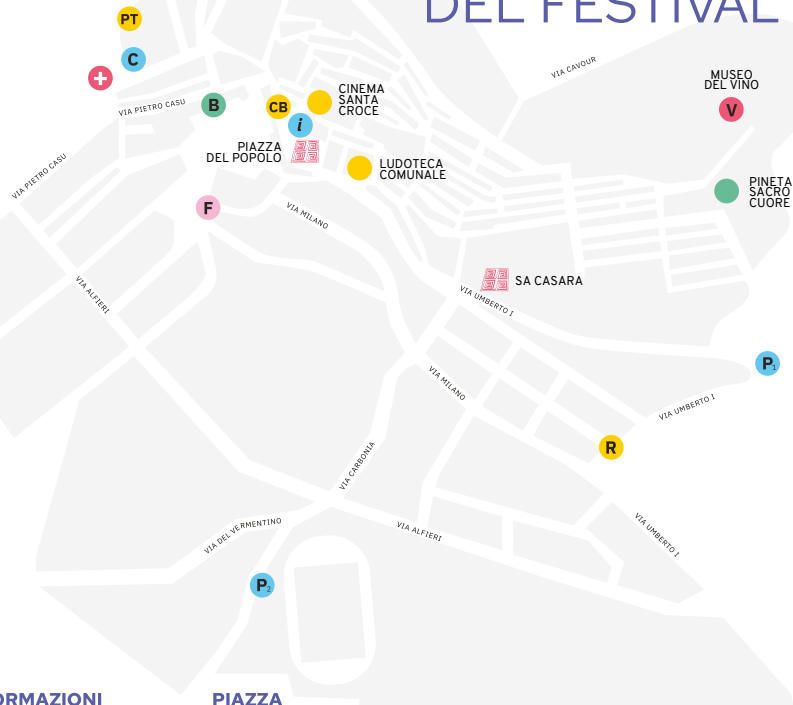 DEL FESTIVAL
PT
C
+
VIA PIETRO CASU
B
CB
i
CINEMA
SANTA
CROCE
VIA CAVOUR
MUSEO
DEL VINO
V
PIAZZA
DEL POPOLO
LUDOTECA
COMUNALE
VIA PIETRO CASU
PINETA
SACRO
CUORE
F
VIA MILANO
SA CASARA
VIA ALFIERI
VIA UMBERTO I
P1
VIA MILANO
VIA UMBERTO I
R
VIA CARBONIA
VIA DEL VERMENTINO
VIA ALFIERI
VIA UMBERTO I
P2
ORMAZIONI
PIAZZA